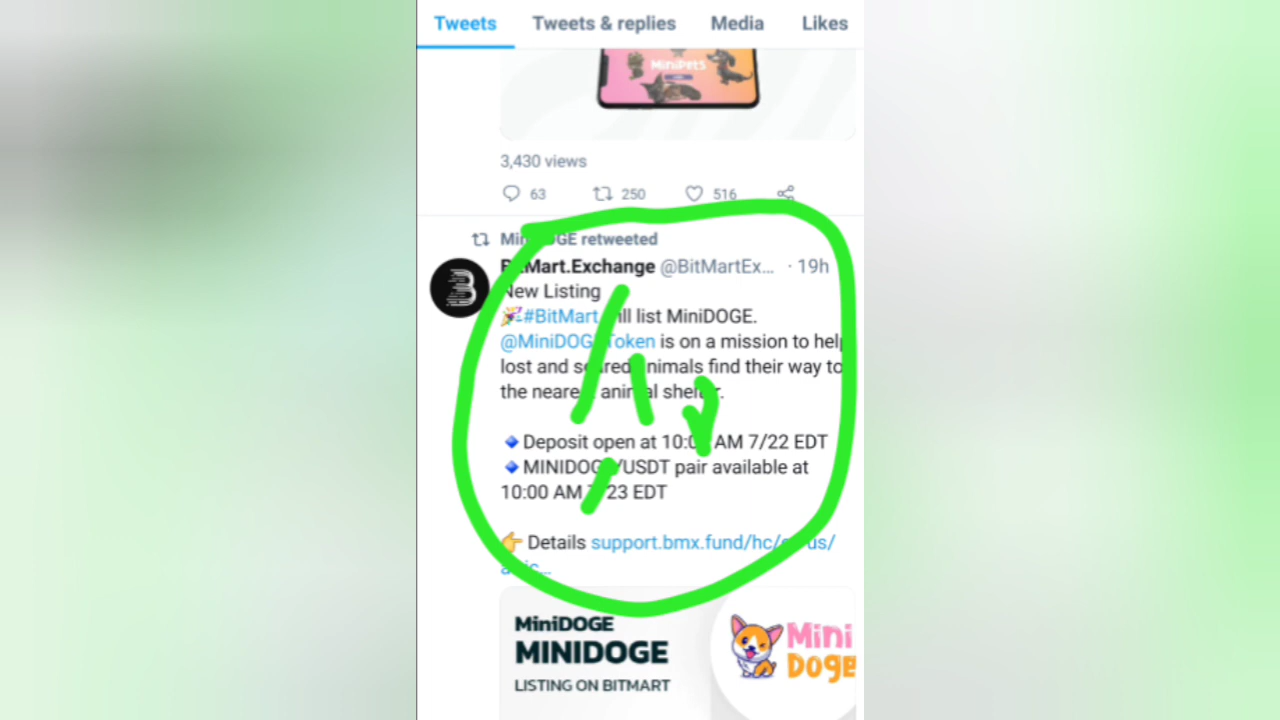 Tweets Tweets & replies Media Likes
MiniPets
3,430 views
63 250 516
MiniDOGE retweeted
BitMart.Exchange @BitMartEx... · 19h
New Listing
🎉#BitMart will list MiniDOGE.
@MiniDOGEToken is on a mission to help
lost and scared animals find their way to
the nearest animal shelter.
🔹Deposit open at 10:00 AM 7/22 EDT
🔹MINIDOGE/USDT pair available at
10:00 AM 7/23 EDT
👉 Details support.bmx.fund/hc/en-us/
artic...
MiniDOGE
MINIDOGE
LISTING ON BITMART
Mini
Doge